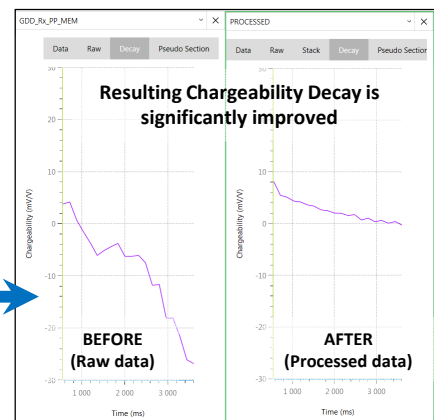 GDD_Rx_PP_MEM
PROCESSED
Data Raw Decay Pseudo Section
Data Raw Stack Decay Pseudo Section
Resulting Chargeability Decay is
significantly improved
Chargeability (mV/V)
30
20
10
0
-10
-20
-30
1 000 2 000 3 000
Time (ms)
BEFORE
(Raw data)
Chargeability (mV/V)
30
20
10
0
-10
-20
-30
1 000 2 000 3 000
Time (ms)
AFTER
(Processed data)